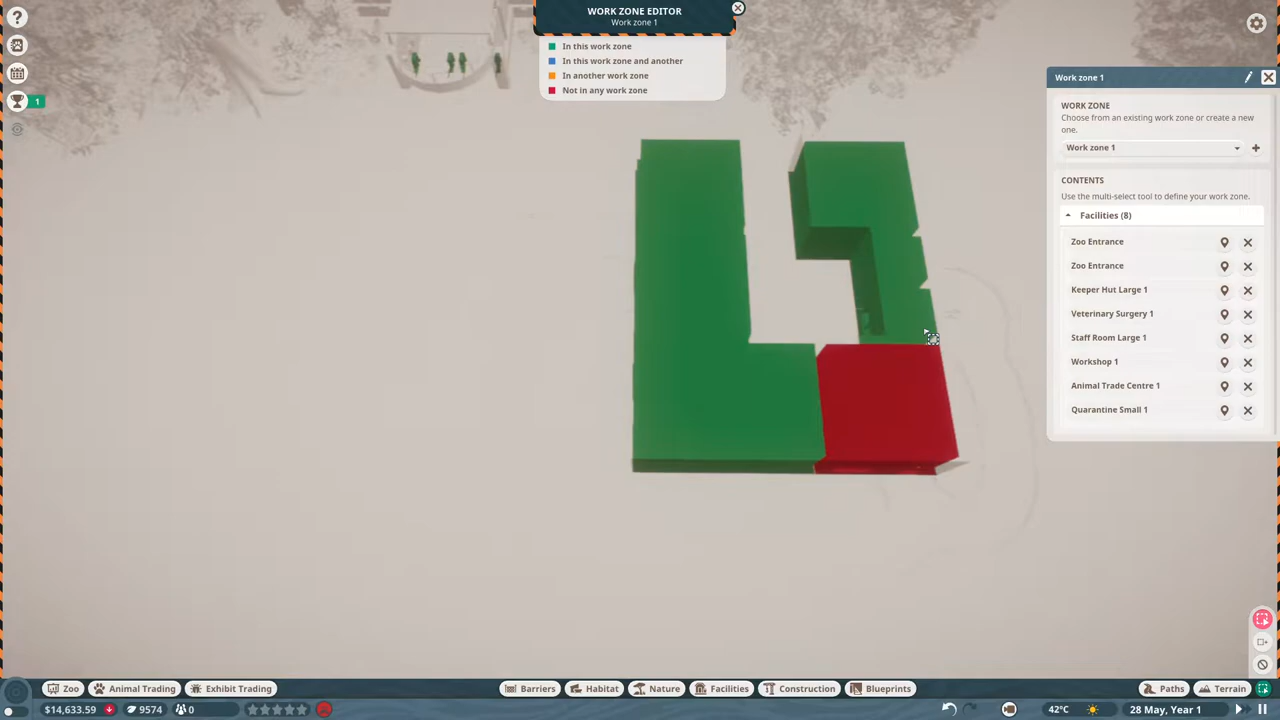 WORK ZONE EDITOR
Work zone 1
In this work zone
In this work zone and another
In another work zone
Not in any work zone
1
Work zone 1
WORK ZONE
Choose from an existing work zone or create a new
one.
Work zone 1
CONTENTS
Use the multi-select tool to define your work zone.
Facilities (8)
Zoo Entrance
Zoo Entrance
Keeper Hut Large 1
Veterinary Surgery 1
Staff Room Large 1
Workshop 1
Animal Trade Centre 1
Quarantine Small 1
Zoo
Animal Trading
Exhibit Trading
Barriers
Habitat
Nature
Facilities
Construction
Blueprints
Paths
Terrain
$14,633.59
9574
0
42°C
28 May, Year 1